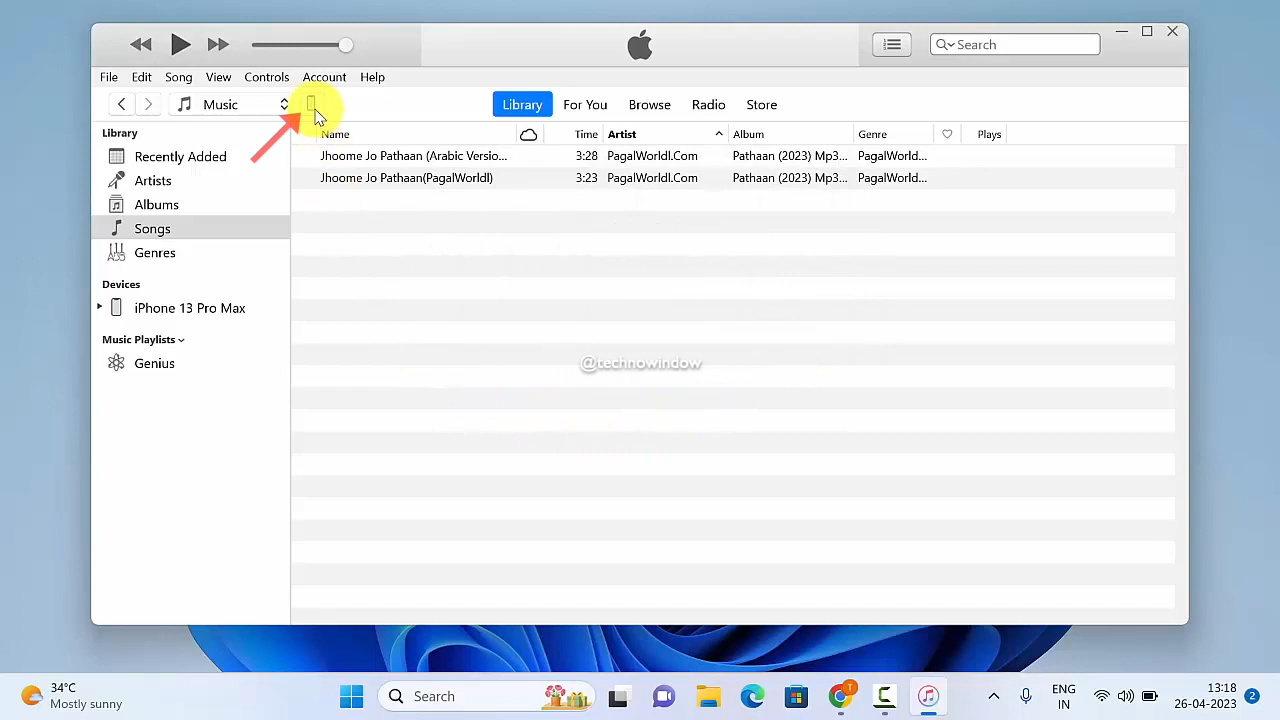 Search
File Edit Song View Controls Account Help
Music Library For You Browse Radio Store
Library
Name Time Artist Album Genre Plays
Jhoome Jo Pathaan (Arabic Versio... 3:28 PagalWorldl.Com Pathaan (2023) Mp3... PagalWorld...
Jhoome Jo Pathaan(PagalWorldl) 3:23 PagalWorldl.Com Pathaan (2023) Mp3... PagalWorld...
Recently Added
Artists
Albums
Songs
Genres
Devices
iPhone 13 Pro Max
Music Playlists
Genius
@technowindow
34°C
Mostly sunny
Search
T
ENG
IN
13:18
26-04-2023
2